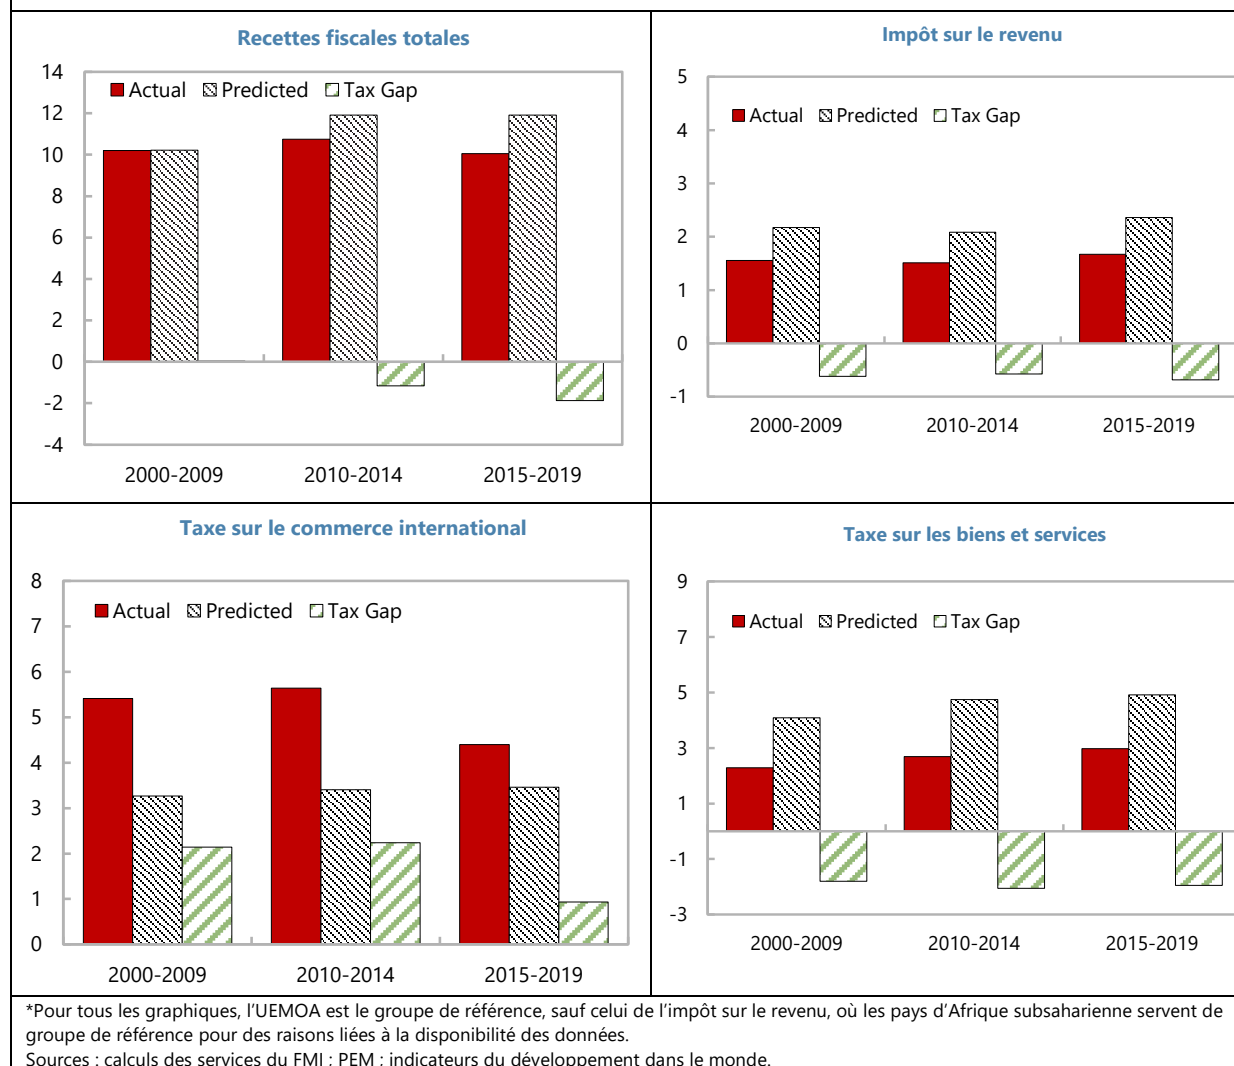 Recettes fiscales totales
14
12
10
8
6
4
2
0
-2
-4
Actual Predicted Tax Gap
2000-2009 2010-2014 2015-2019
Impôt sur le revenu
5
4
3
2
1
0
-1
Actual Predicted Tax Gap
2000-2009 2010-2014 2015-2019
Taxe sur le commerce international
8
7
6
5
4
3
2
1
0
Actual Predicted Tax Gap
2000-2009 2010-2014 2015-2019
Taxe sur les biens et services
9
7
5
3
1
-1
-3
Actual Predicted Tax Gap
2000-2009 2010-2014 2015-2019
*Pour tous les graphiques, l'UEMOA est le groupe de référence, sauf celui de l'impôt sur le revenu, où les pays d'Afrique subsaharienne servent de
groupe de référence pour des raisons liées à la disponibilité des données.
Sources : calculs des services du FMI ; PEM ; indicateurs du développement dans le monde.